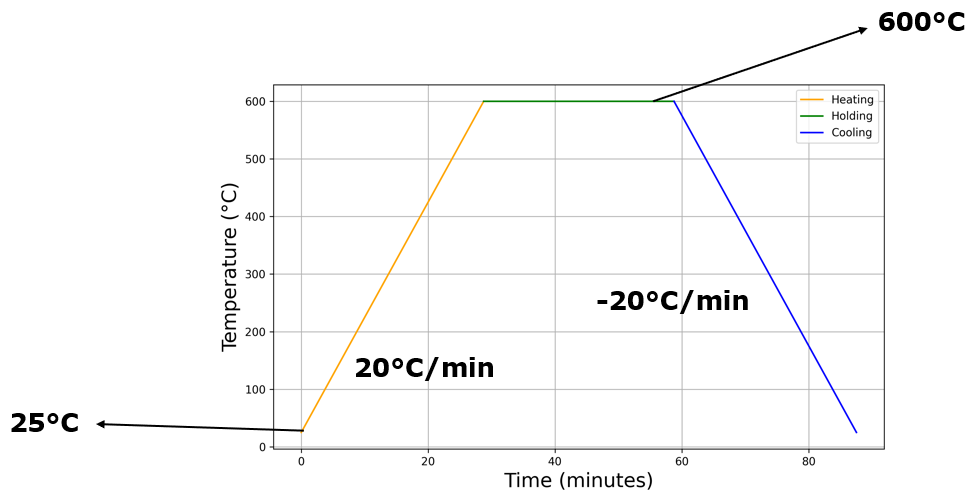 600°C
Heating
Holding
Cooling
600
500
400
300
200
100
0
Temperature (°C)
-20°C/min
20°C/min
25°C
0
20
40
60
80
Time (minutes)